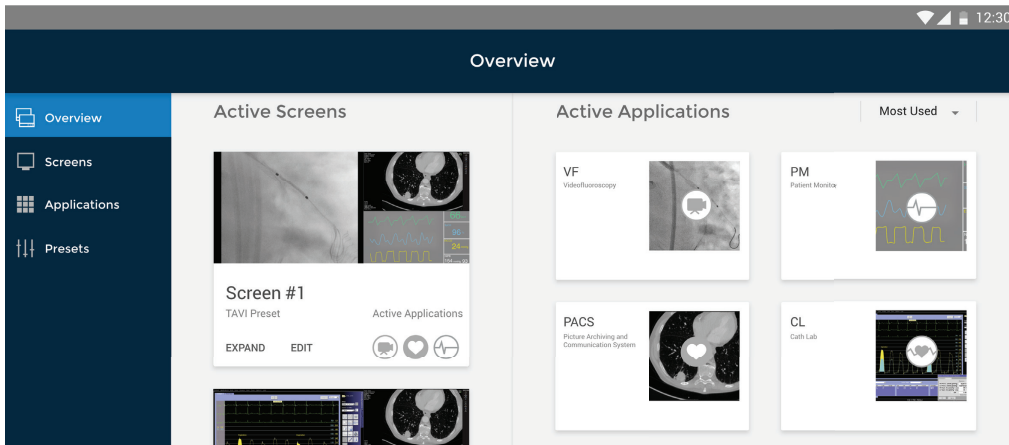 12:30
Overview
Overview
Screens
Applications
Presets
Active Screens
Screen #1
TAVI Preset
Active Applications
EXPAND EDIT
Active Applications
Most Used
VF
Videofluoroscopy
PM
Patient Monitor
PACS
Picture Archiving and
Communication System
CL
Cath Lab